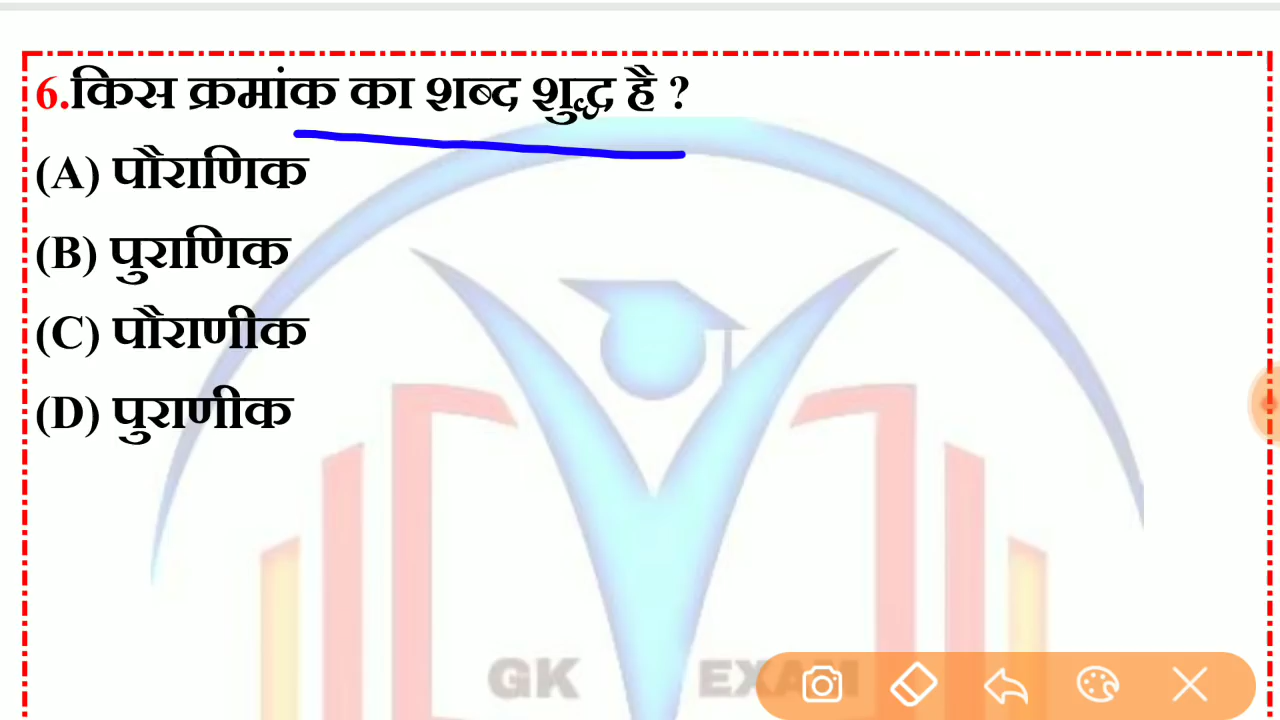 6.किस क्रमांक का शब्द शुद्ध है ?
(A) पौराणिक
(B) पुराणिक
(C) पौराणीक
(D) पुराणीक
GK EXAM